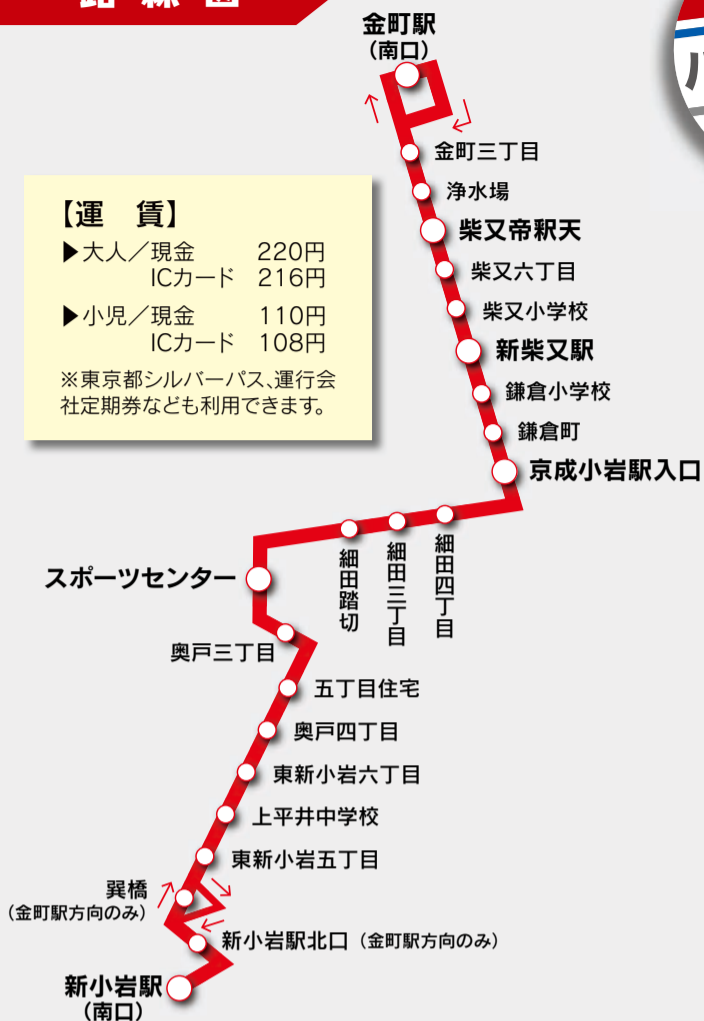 路線図
金町駅
（南口）
金町三丁目
浄水場
柴又帝釈天
柴又六丁目
柴又小学校
新柴又駅
鎌倉小学校
鎌倉町
京成小岩駅入口
【運　賃】
▶大人／現金　220円
ICカード　216円
▶小児／現金　110円
ICカード　108円
※東京都シルバーパス、運行会
社定期券なども利用できます。
細田四丁目
細田三丁目
細田踏切
スポーツセンター
奥戸三丁目
五丁目住宅
奥戸四丁目
東新小岩六丁目
上平井中学校
東新小岩五丁目
巽橋
（金町駅方向のみ）
新小岩駅北口（金町駅方向のみ）
新小岩駅
（南口）